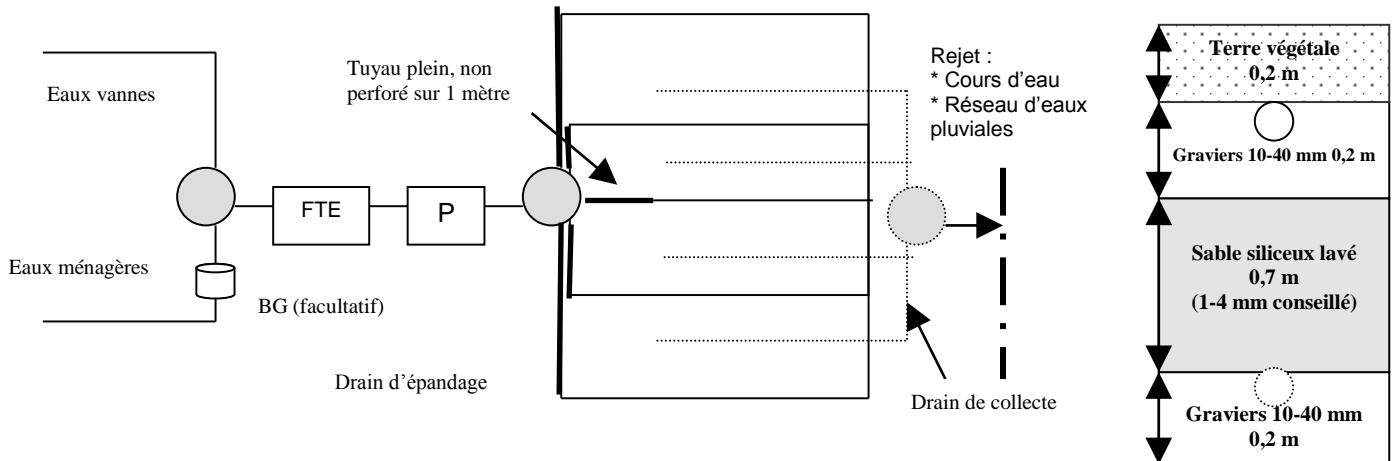 Eaux vannes
Eaux ménagères
BG (facultatif)
FTE
P
Tuyau plein, non
perforé sur 1 mètre
Drain d’épandage
Rejet :
* Cours d’eau
* Réseau d’eaux
pluviales
Drain de collecte
Terre végétale
0,2 m
Graviers 10-40 mm 0,2 m
Sable siliceux lavé
0,7 m
(1-4 mm conseillé)
Graviers 10-40 mm
0,2 m